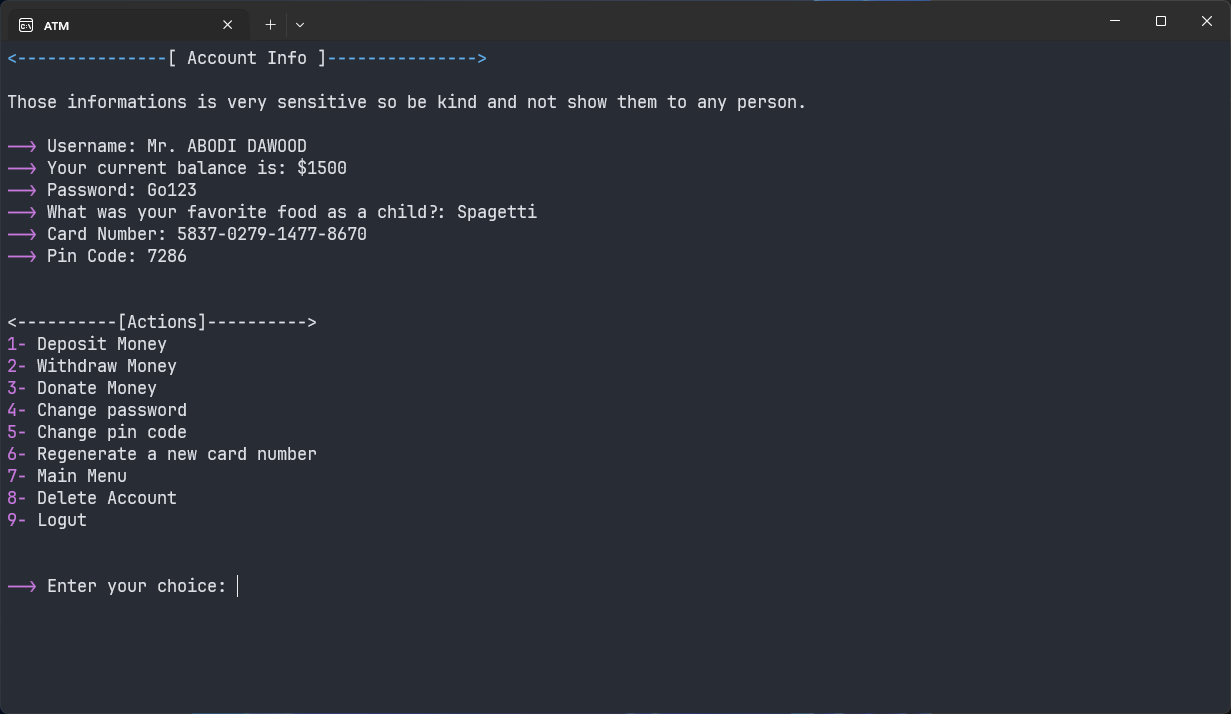 ATM
<---------------[ Account Info ]--------------->
Those informations is very sensitive so be kind and not show them to any person.
──> Username: Mr. ABODI DAWOOD
──> Your current balance is: $1500
──> Password: Go123
──> What was your favorite food as a child?: Spagetti
──> Card Number: 5837-0279-1477-8670
──> Pin Code: 7286
<----------[Actions]---------->
1- Deposit Money
2- Withdraw Money
3- Donate Money
4- Change password
5- Change pin code
6- Regenerate a new card number
7- Main Menu
8- Delete Account
9- Logut
──> Enter your choice: